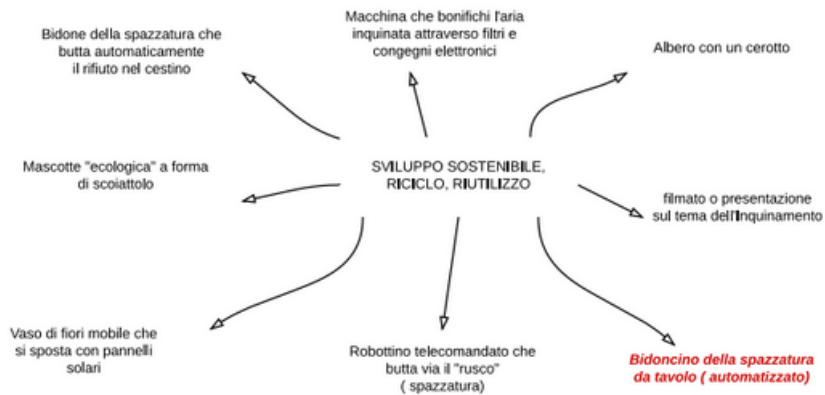 Bidone della spazzatura che
butta automaticamente
il rifiuto nel cestino
Macchina che bonifichi l'aria
inquinata attraverso filtri e
congegni elettronici
Albero con un cerotto
Mascotte "ecologica" a forma
di scoiattolo
SVILUPPO SOSTENIBILE,
RICICLO, RIUTILIZZO
filmato o presentazione
sul tema dell'Inquinamento
Vaso di fiori mobile che
si sposta con pannelli
solari
Robottino telecomandato che
butta via il "rusco"
( spazzatura)
Bidoncino della spazzatura
da tavolo ( automatizzato)